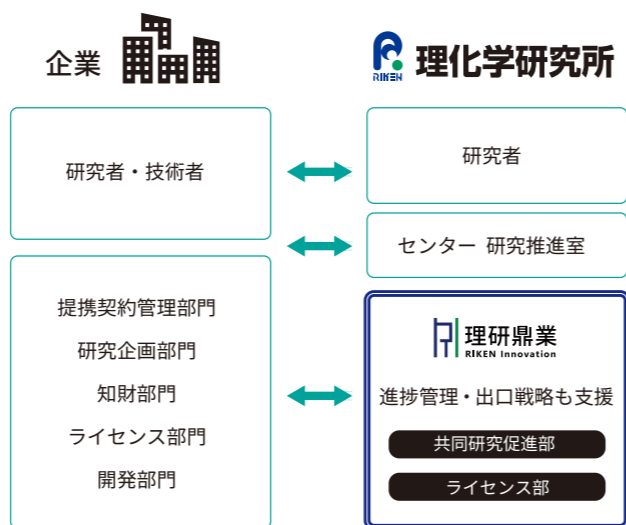 企業
RIKEN 理化学研究所
研究者・技術者
研究者
センター 研究推進室
提携契約管理部門
研究企画部門
知財部門
ライセンス部門
開発部門
理研鼎業
RIKEN Innovation
進捗管理・出口戦略も支援
共同研究促進部
ライセンス部